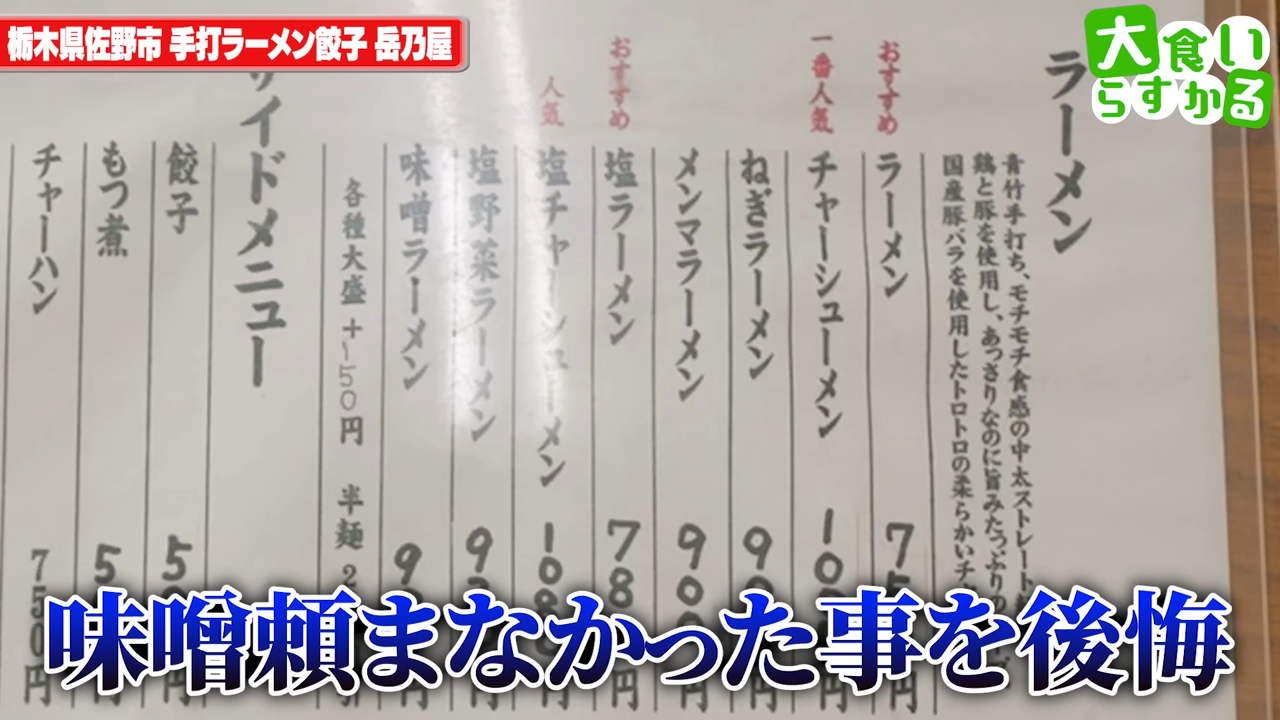 栃木県佐野市 手打ラーメン餃子 岳乃屋
大食い
らすかる
ラーメン
青竹手打ち、モチモチ食感の中太ストレート
鶏と豚を使用し、あっさりなのに旨みたっぷりの
国産豚バラを使用したトロトロの柔らかいチ
おすすめ
ラーメン
一番人気
チャーシューメン
ねぎラーメン
メンマラーメン
おすすめ
塩ラーメン 78
人気
塩チャーシューメン
塩野菜ラーメン
味噌ラーメン
各種大盛 +150円 半麺
サイドメニュー
餃子
もつ煮
チャーハン 750円
味噌頼まなかった事を後悔